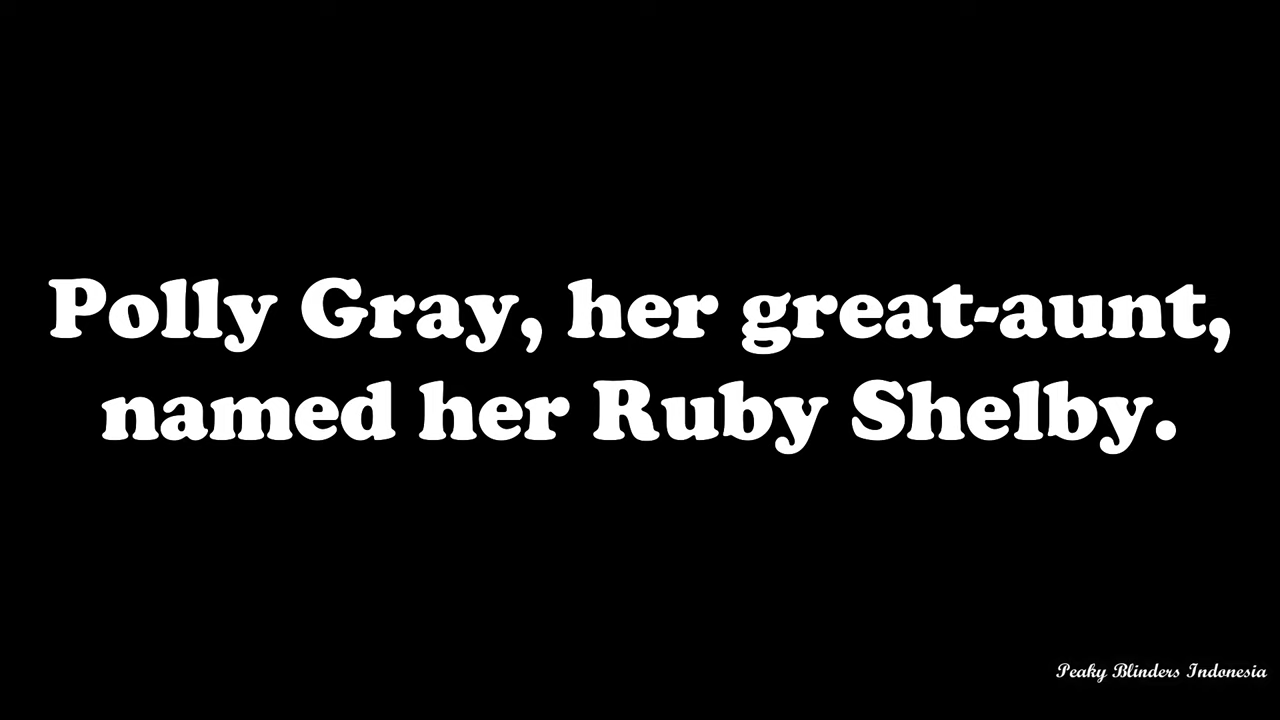 Polly Gray, her great-aunt,
named her Ruby Shelby.
Peaky Blinders Indonesia